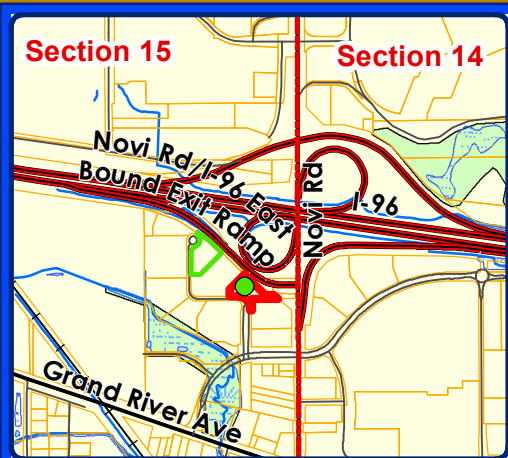 Section 15
Section 14
Novi Rd/I-96 East
Bound Exit Ramp
Novi Rd
I-96
Grand River Ave